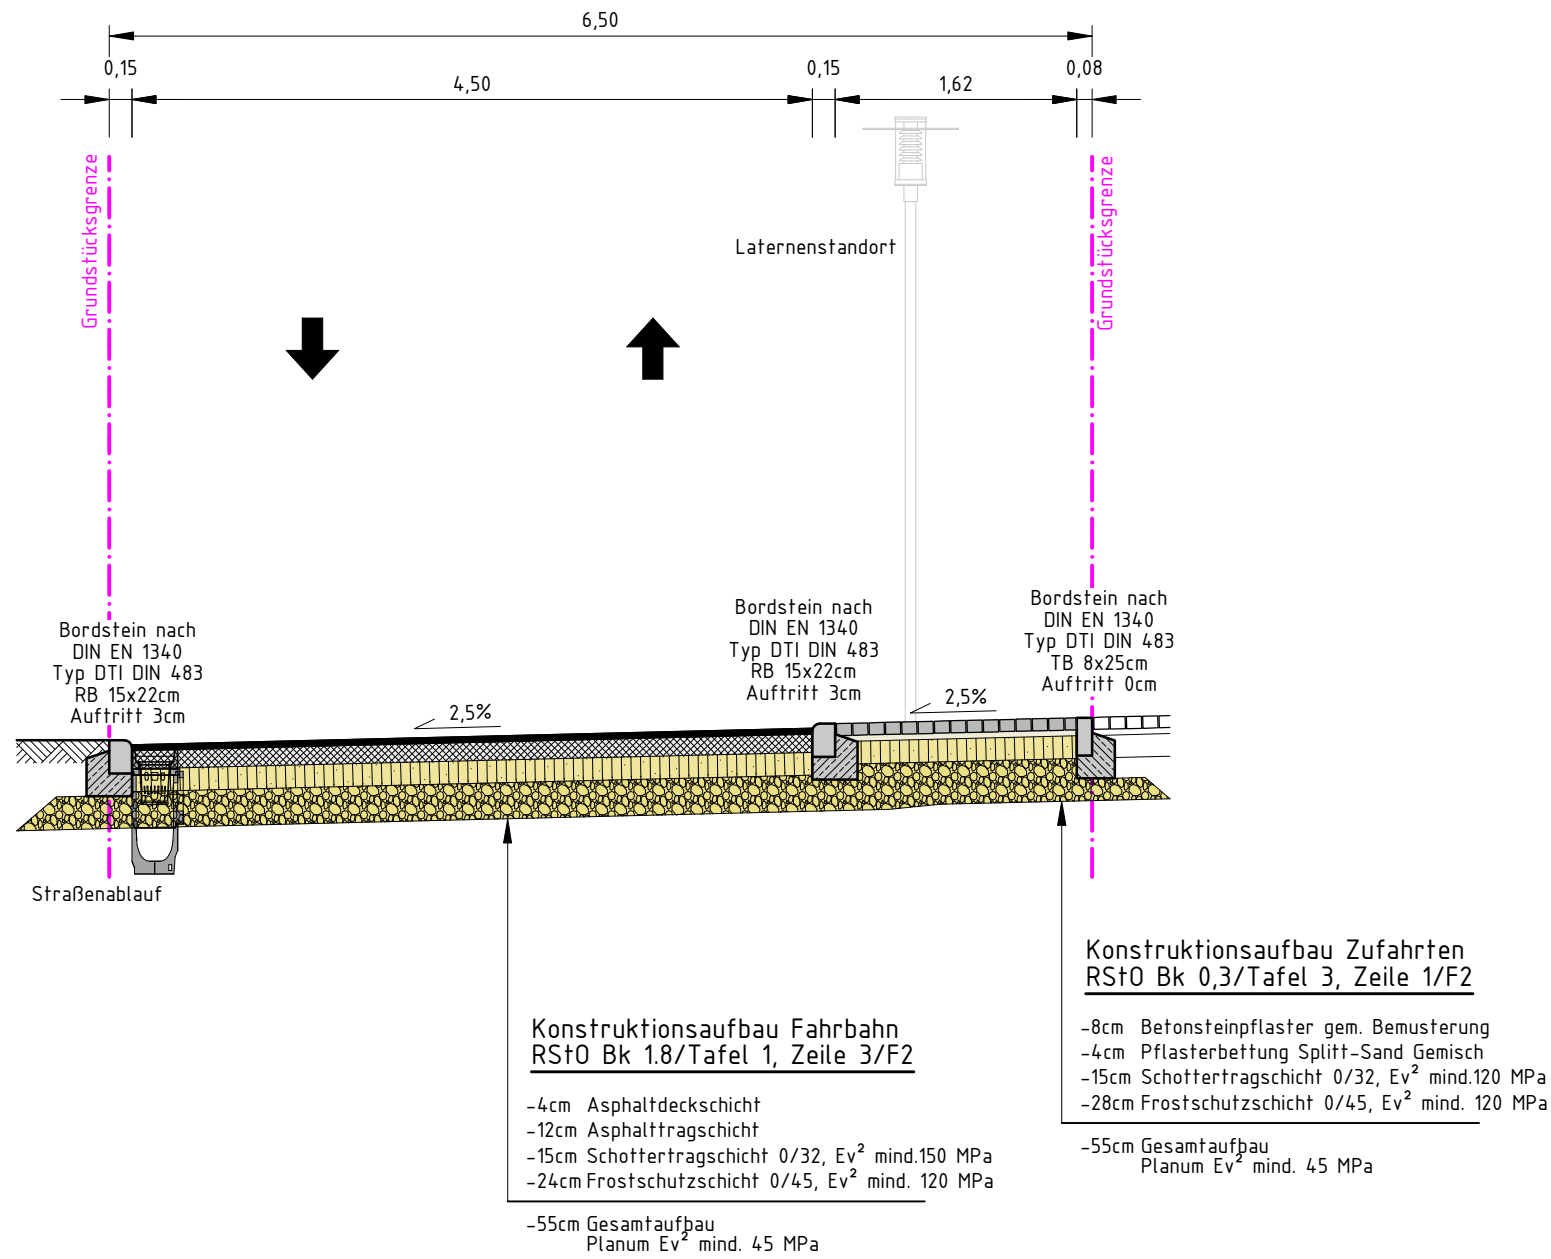 6,50
0,15
4,50
0,15
1,62
0,08
Grundstücksgrenze
Grundstücksgrenze
Laternenstandort
Bordstein nach
DIN EN 1340
Typ DTI DIN 483
RB 15x22cm
Auftritt 3cm
Bordstein nach
DIN EN 1340
Typ DTI DIN 483
RB 15x22cm
Auftritt 3cm
Bordstein nach
DIN EN 1340
Typ DTI DIN 483
TB 8x25cm
Auftritt 0cm
2,5%
2,5%
Straßenablauf
Konstruktionsaufbau Fahrbahn
RStO Bk 1.8/Tafel 1, Zeile 3/F2
-4cm Asphaltdeckschicht
-12cm Asphalttragschicht
-15cm Schottertragschicht 0/32, Ev² mind.150 MPa
-24cm Frostschutzschicht 0/45, Ev² mind. 120 MPa
-55cm Gesamtaufbau
Planum Ev² mind. 45 MPa
Konstruktionsaufbau Zufahrten
RStO Bk 0,3/Tafel 3, Zeile 1/F2
-8cm Betonsteinpflaster gem. Bemusterung
-4cm Pflasterbettung Splitt-Sand Gemisch
-15cm Schottertragschicht 0/32, Ev² mind.120 MPa
-28cm Frostschutzschicht 0/45, Ev² mind. 120 MPa
-55cm Gesamtaufbau
Planum Ev² mind. 45 MPa